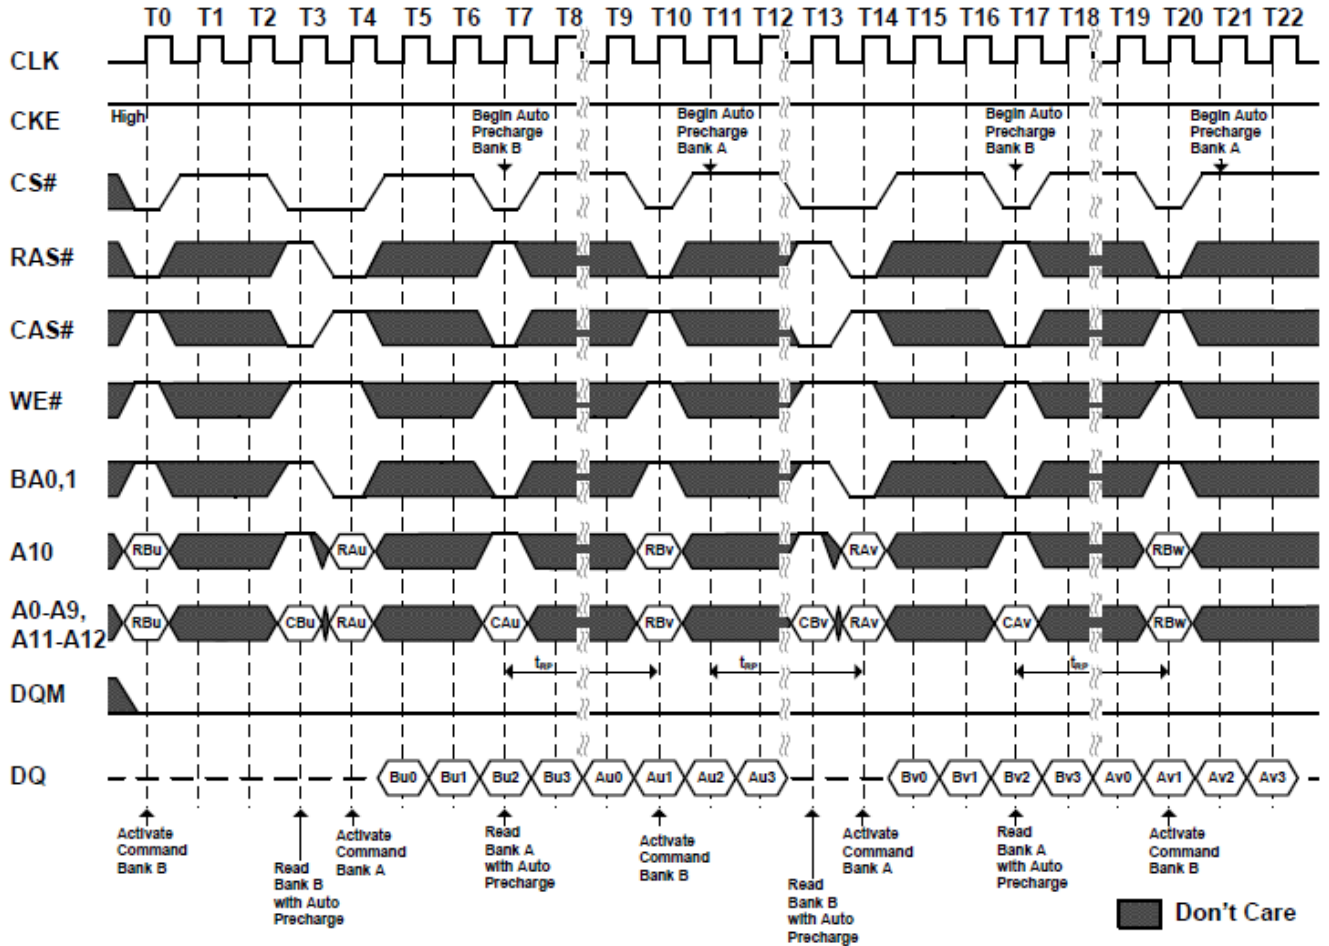 T0 T1 T2 T3 T4 T5 T6 T7 T8 T9 T10 T11 T12 T13 T14 T15 T16 T17 T18 T19 T20 T21 T22
CLK
CKE
High
Begin Auto
Precharge
Bank B
Begin Auto
Precharge
Bank A
Begin Auto
Precharge
Bank B
Begin Auto
Precharge
Bank A
CS#
RAS#
CAS#
WE#
BA0,1
A10
RBu RAu RBv RAv RBw
A0-A9,
A11-A12
RBu CBu RAu CAu RBv CBv RAv CAv RBw
tRP tRP tRP
DQM
DQ
Bu0 Bu1 Bu2 Bu3 Au0 Au1 Au2 Au3 Bv0 Bv1 Bv2 Bv3 Av0 Av1 Av2 Av3
Activate
Command
Bank B
Read
Bank B
with Auto
Precharge
Activate
Command
Bank A
Read
Bank A
with Auto
Precharge
Activate
Command
Bank B
Read
Bank B
with Auto
Precharge
Activate
Command
Bank A
Read
Bank A
with Auto
Precharge
Activate
Command
Bank B
Don't Care